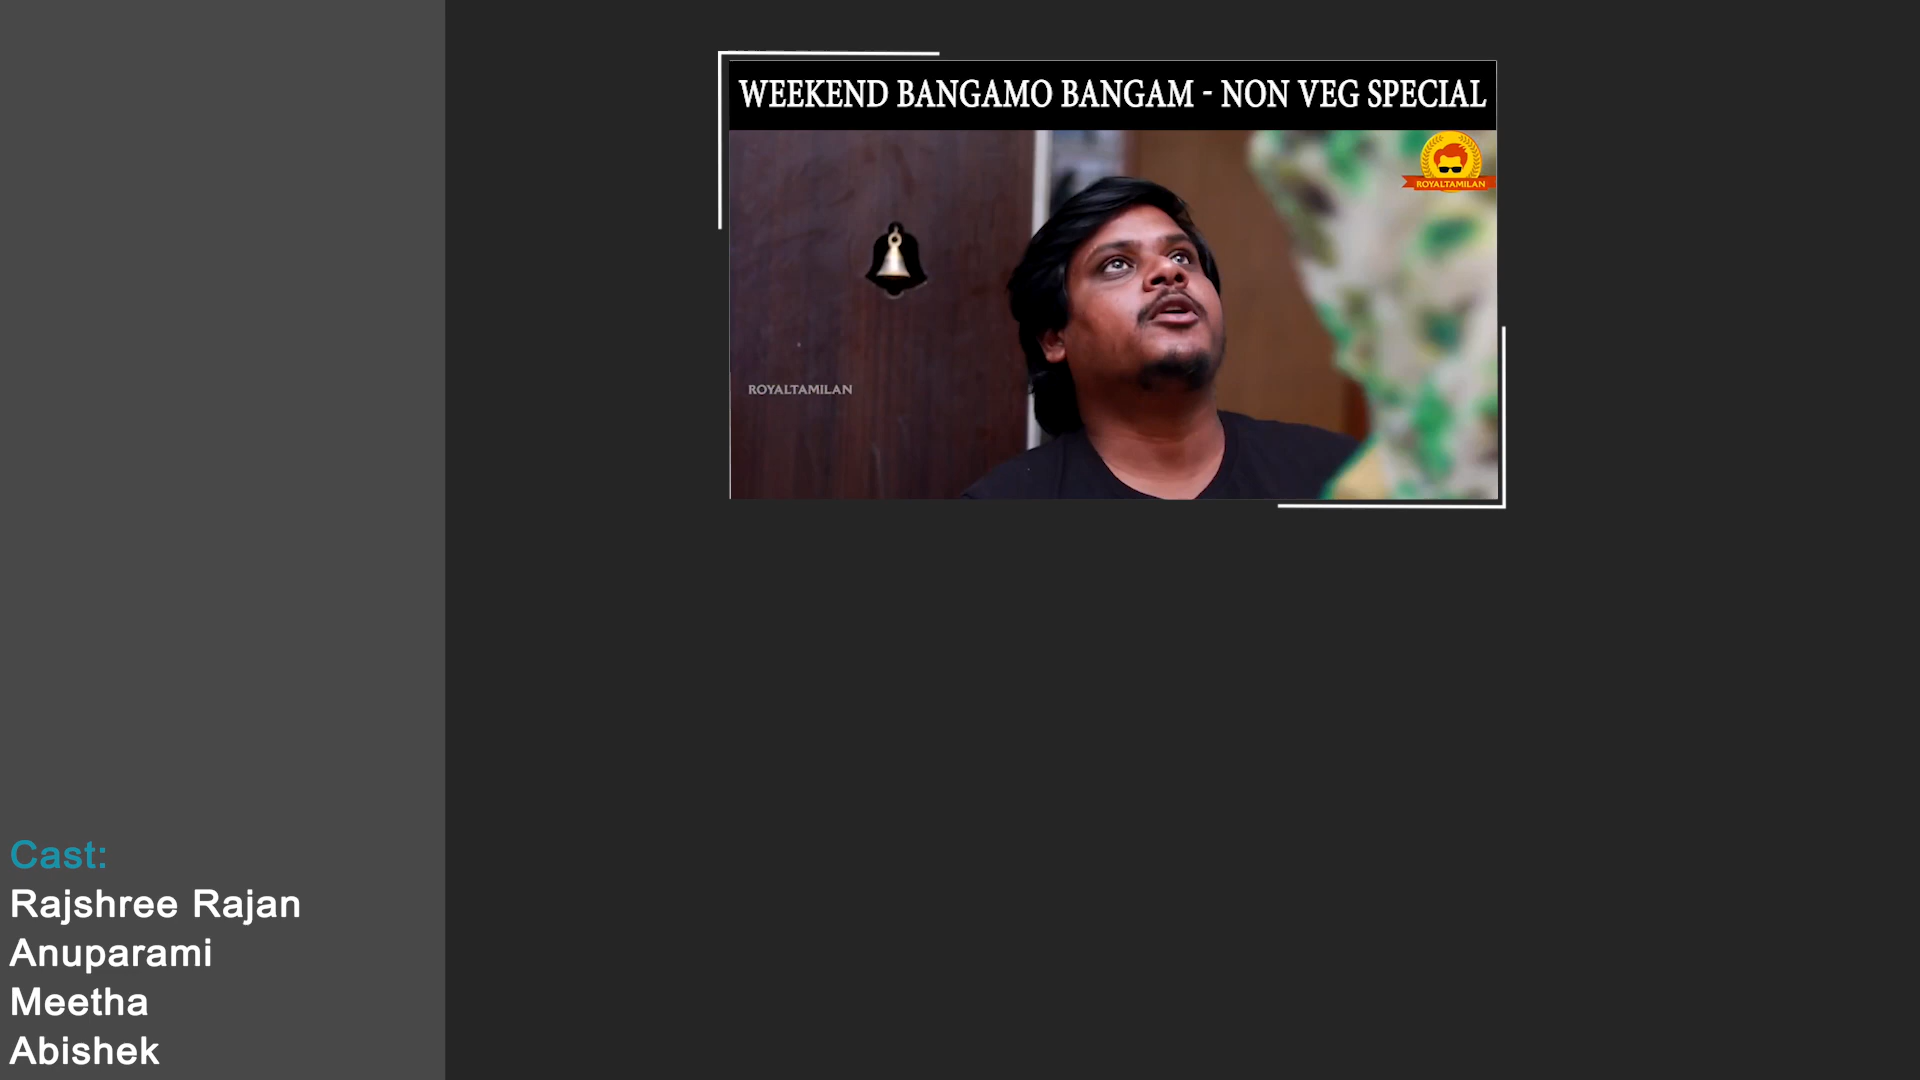 WEEKEND BANGAMO BANGAM - NON VEG SPECIAL
ROYALTAMILAN
ROYALTAMILAN
Cast:
Rajshree Rajan
Anuparami
Meetha
Abishek